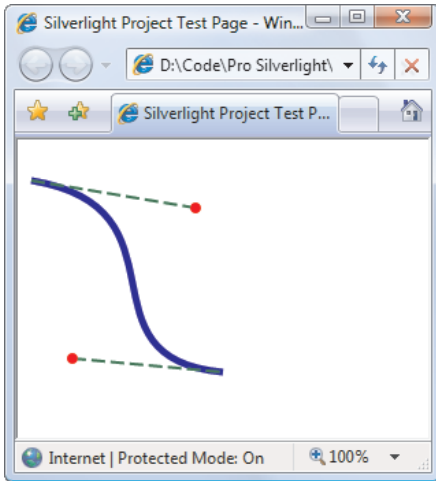 Silverlight Project Test Page - Win...
D:\Code\Pro Silverlight\
Silverlight Project Test P...
Internet | Protected Mode: On
100%